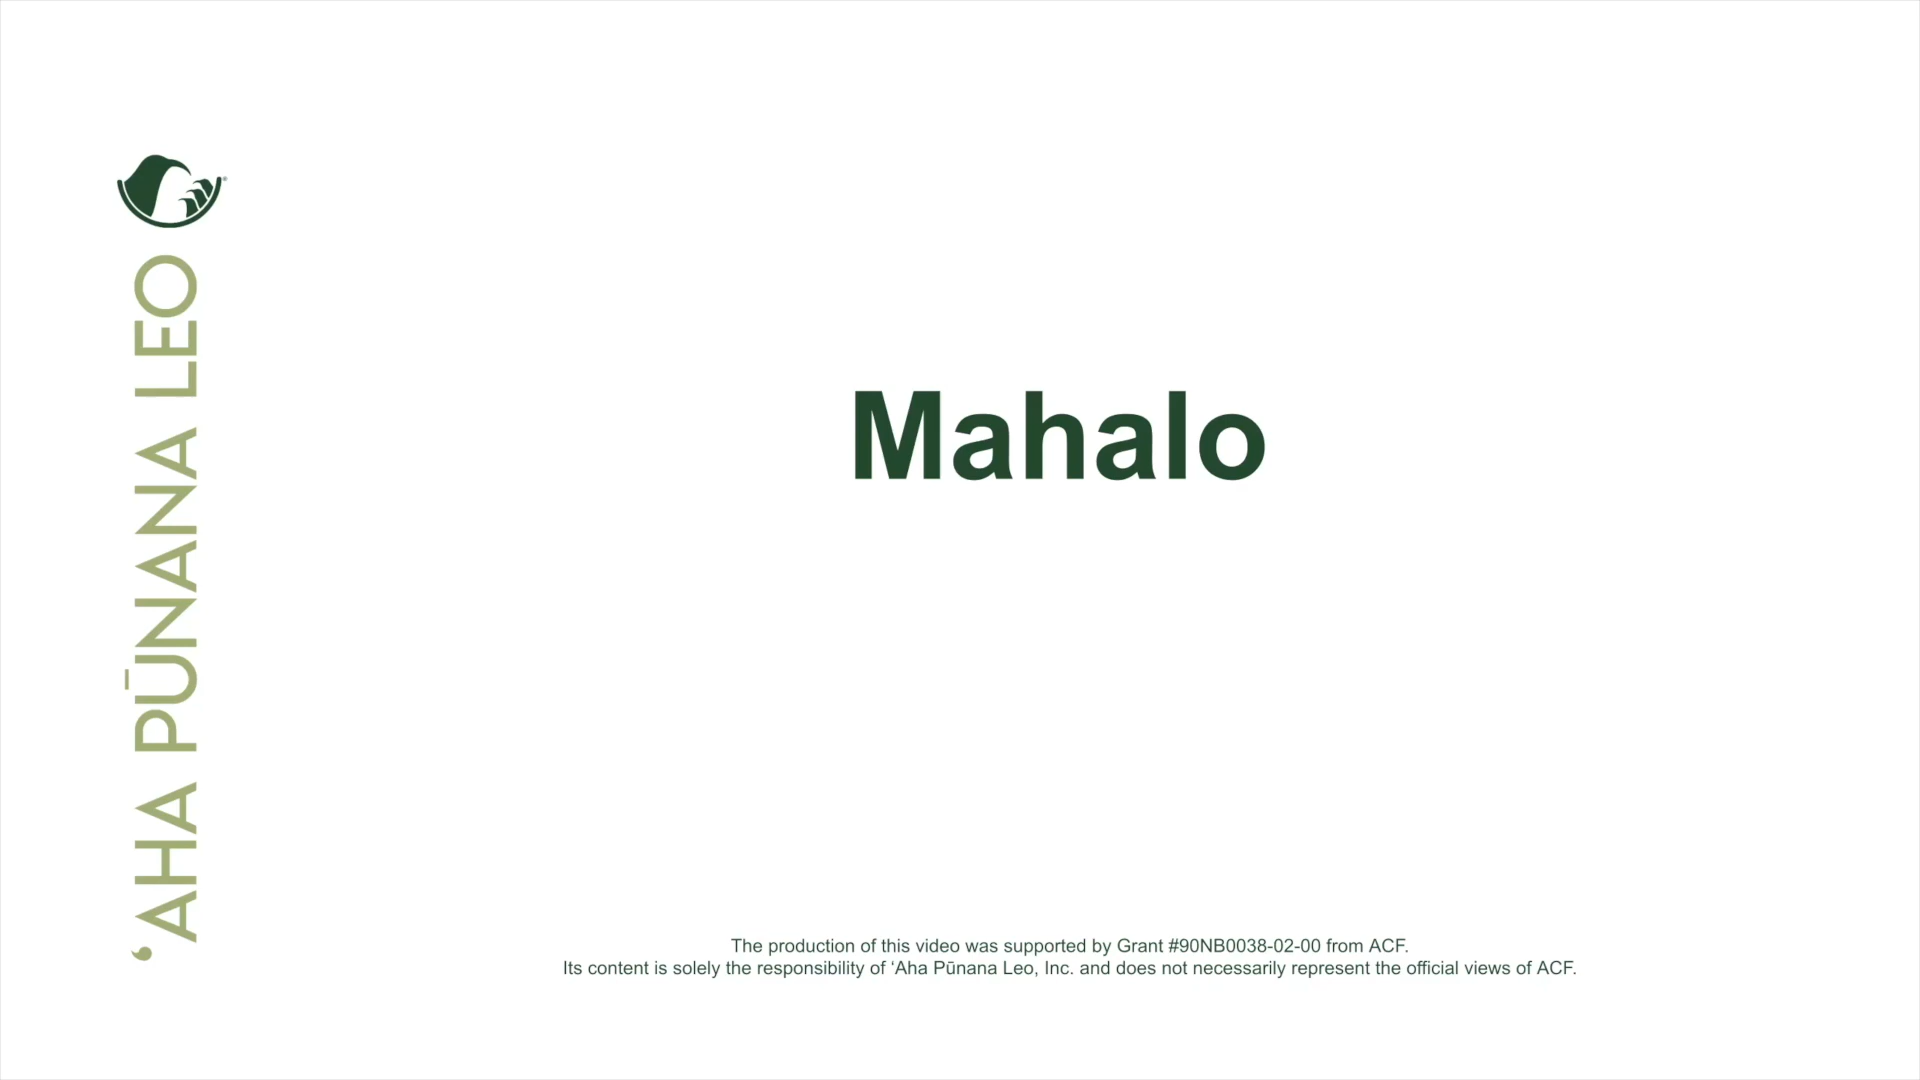 ʻAHA PŪNANA LEO
Mahalo
The production of this video was supported by Grant #90NB0038-02-00 from ACF.
Its content is solely the responsibility of ‘Aha Pūnana Leo, Inc. and does not necessarily represent the official views of ACF.